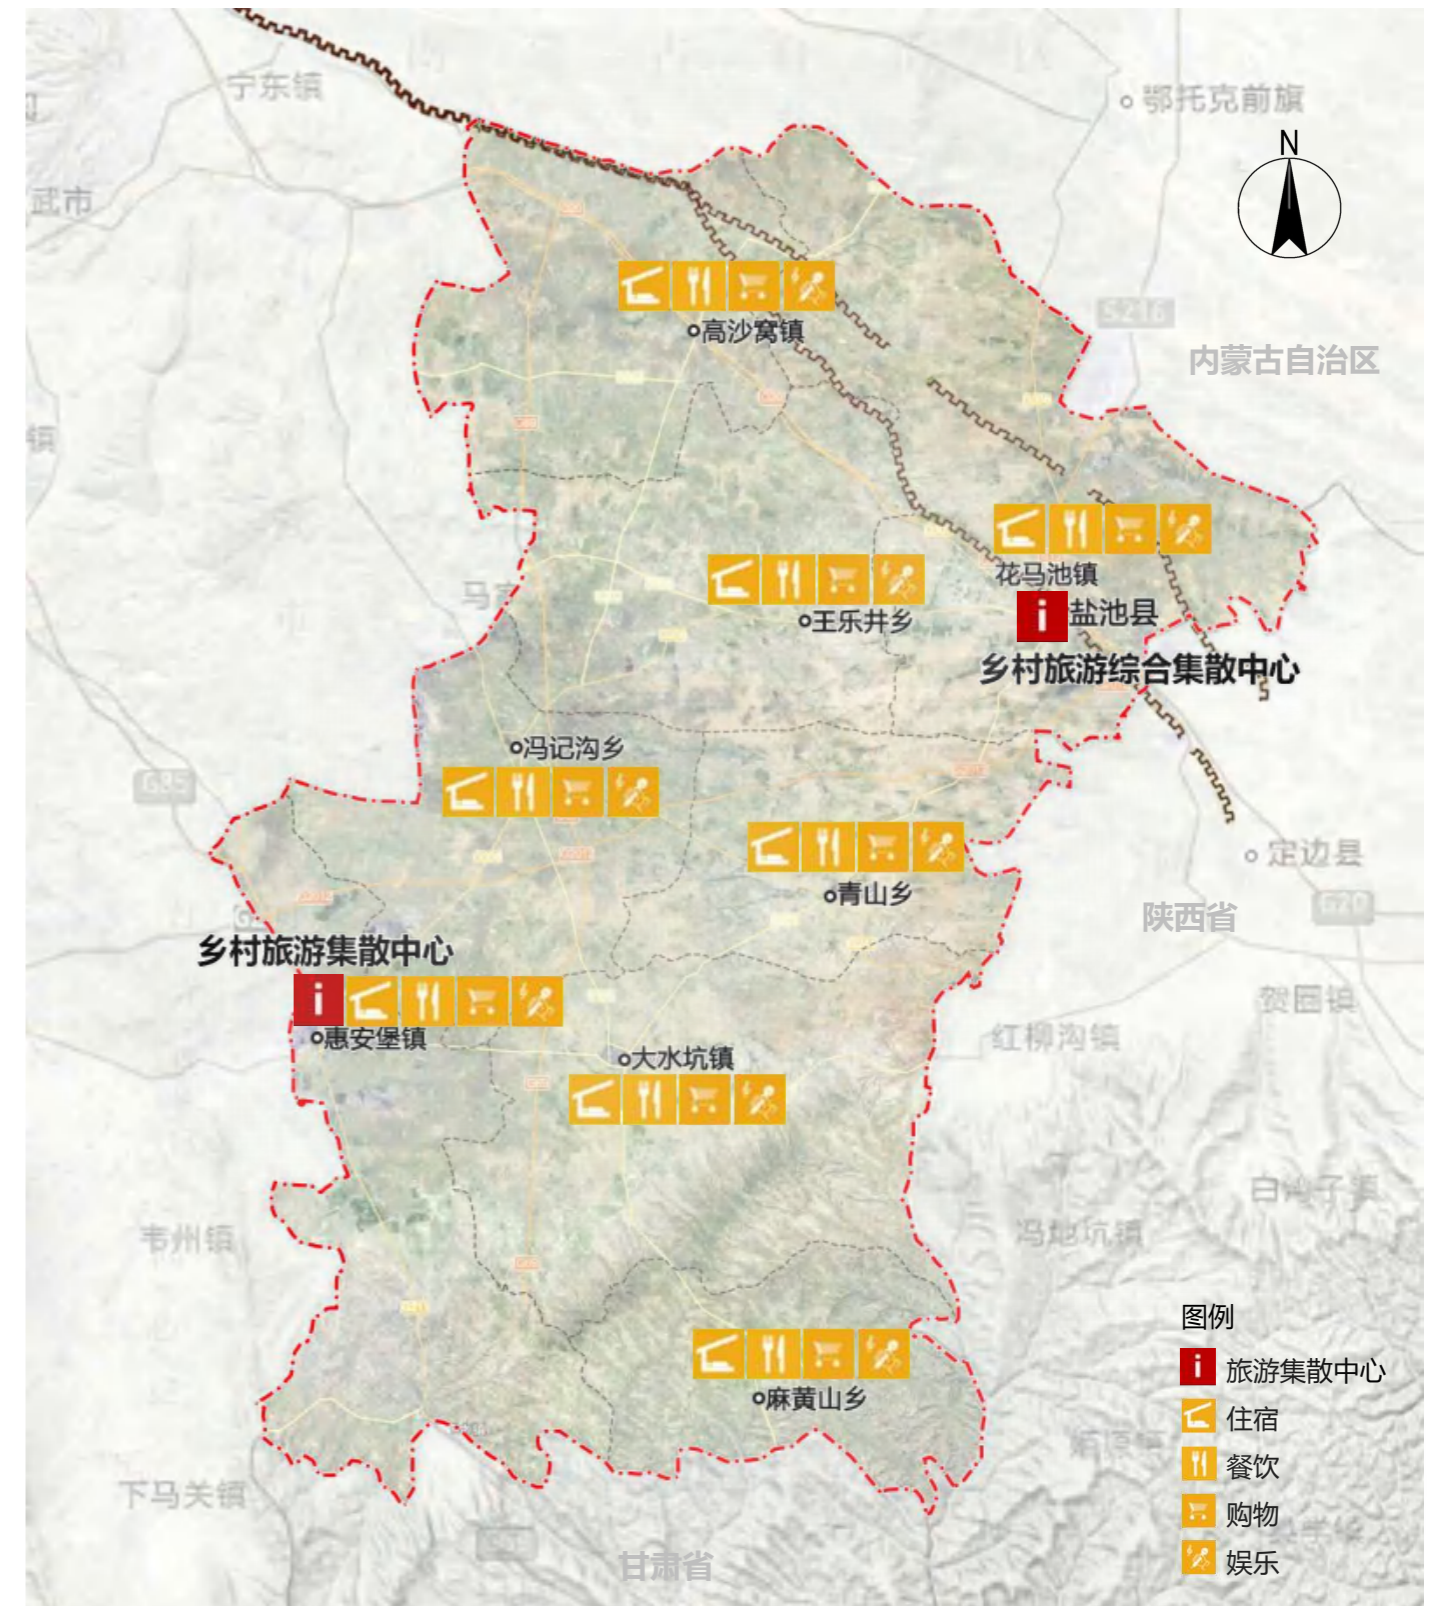 宁东镇
鄂托克前旗
N
武市
S216
高沙窝镇
内蒙古自治区
镇
花马池镇
王乐井乡
盐池县
乡村旅游综合集散中心
冯记沟乡
G85
定边县
青山乡
陕西省
G20
乡村旅游集散中心
贺圈镇
惠安堡镇
红柳沟镇
大水坑镇
韦州镇
冯地坑镇
麻黄山乡
下马关镇
甘肃省
图例
旅游集散中心
住宿
餐饮
购物
娱乐